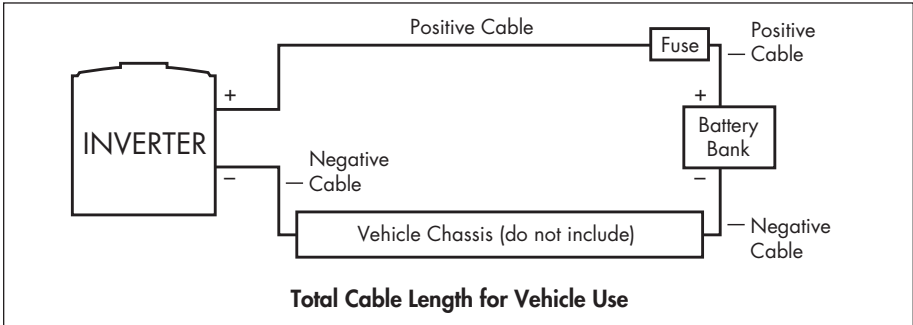 Positive Cable
Fuse
Positive
Cable
+
+
INVERTER
Battery
Bank
–
Negative
Cable
–
Vehicle Chassis (do not include)
Negative
Cable
Total Cable Length for Vehicle Use